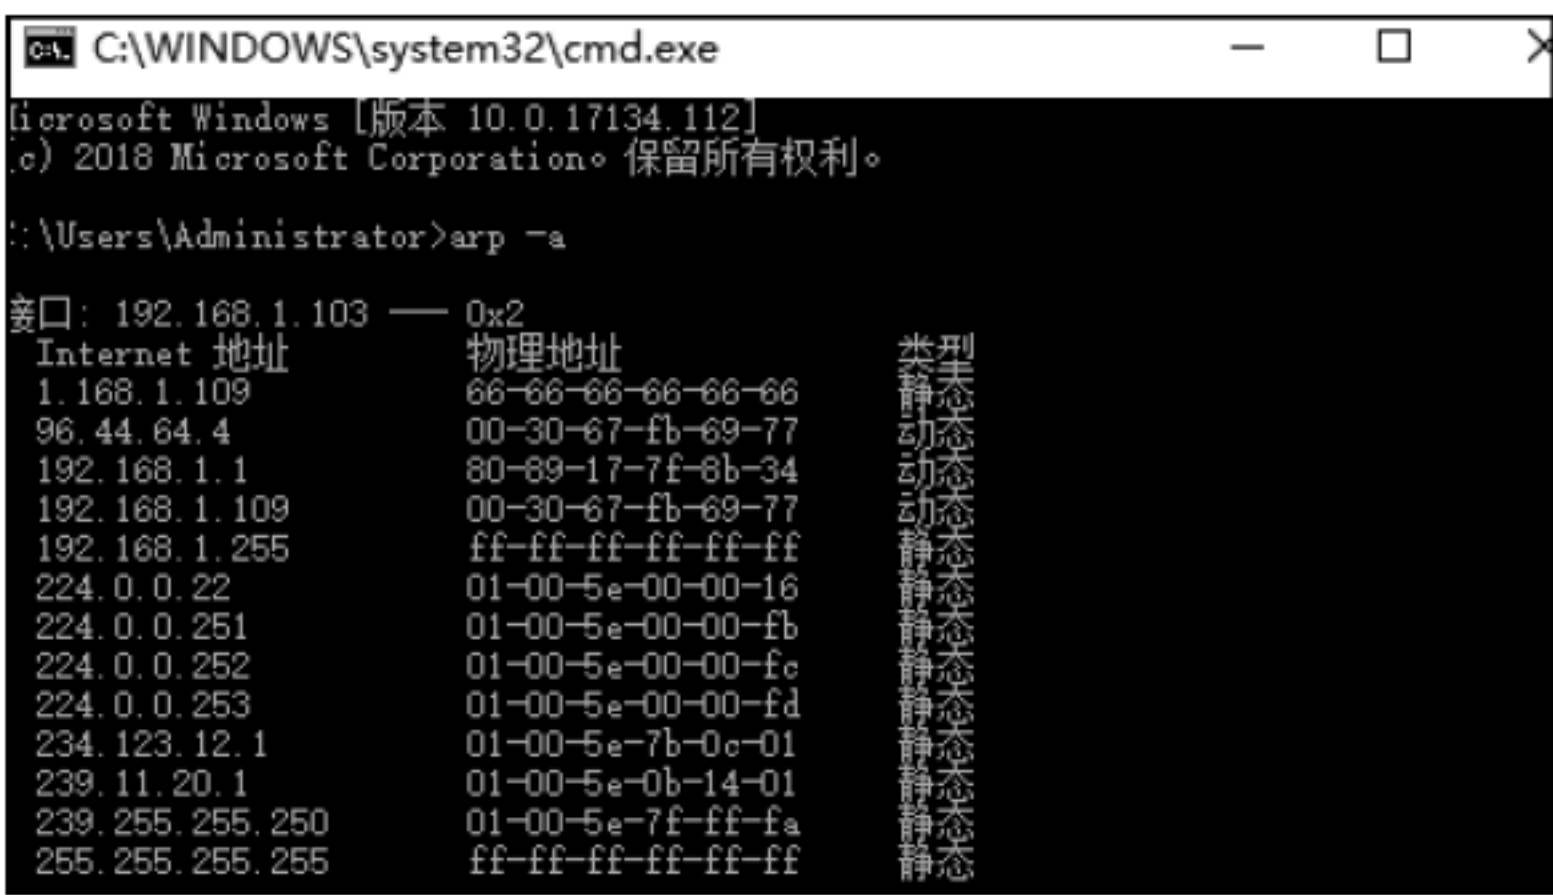 C:\WINDOWS\system32\cmd.exe
Microsoft Windows [版本 10.0.17134.112]
(c) 2018 Microsoft Corporation。保留所有权利。
C:\Users\Administrator>arp -a
接口: 192.168.1.103 --- 0x2
Internet 地址 物理地址 类型
1.168.1.109 66-66-66-66-66-66 静态
96.44.64.4 00-30-67-fb-69-77 动态
192.168.1.1 80-89-17-7f-8b-34 动态
192.168.1.109 00-30-67-fb-69-77 动态
192.168.1.255 ff-ff-ff-ff-ff-ff 静态
224.0.0.22 01-00-5e-00-00-16 静态
224.0.0.251 01-00-5e-00-00-fb 静态
224.0.0.252 01-00-5e-00-00-fc 静态
224.0.0.253 01-00-5e-00-00-fd 静态
234.123.12.1 01-00-5e-7b-0c-01 静态
239.11.20.1 01-00-5e-0b-14-01 静态
239.255.255.250 01-00-5e-7f-ff-fa 静态
255.255.255.255 ff-ff-ff-ff-ff-ff 静态